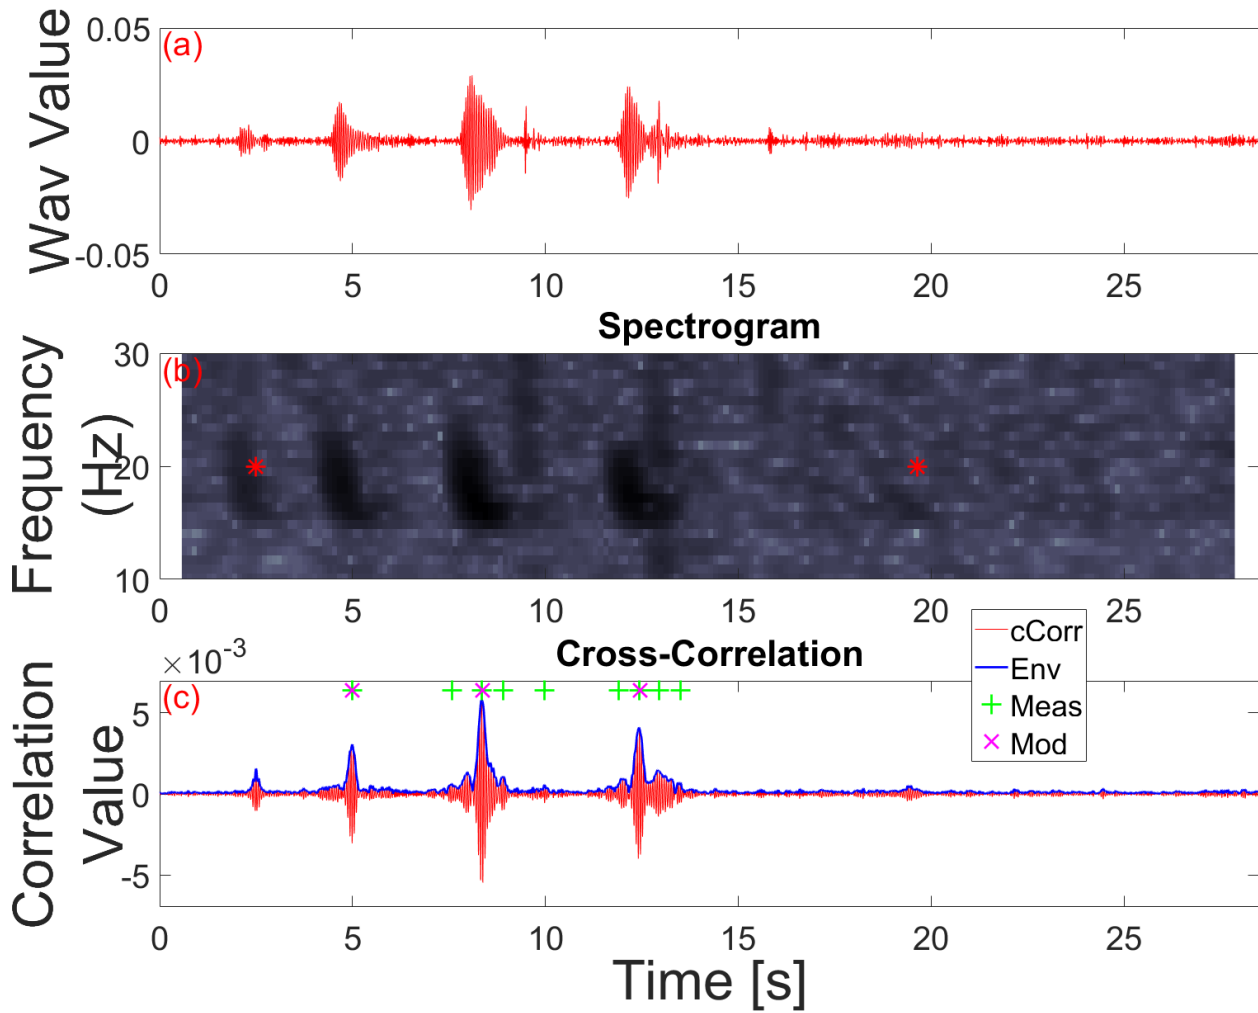 0.05
(a)
Wav Value
0
-0.05
0 5 10 15 20 25
Spectrogram
30
(b)
Frequency
(Hz)
20
10
0 5 10 15 20 25
×10-3
Cross-Correlation
cCorr
Env
Meas
Mod
(c)
Correlation
Value
5
0
-5
0 5 10 15 20 25
Time [s]